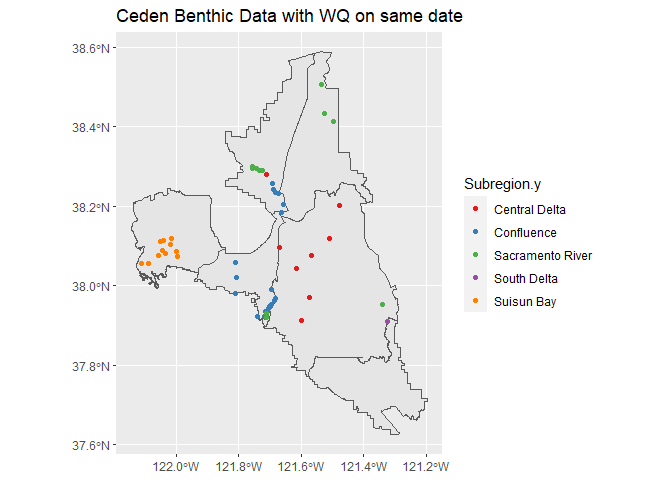 Ceden Benthic Data with WQ on same date
38.6°N
38.4°N
38.2°N
38.0°N
37.8°N
37.6°N
122.0°W
121.8°W
121.6°W
121.4°W
121.2°W
Subregion.y
Central Delta
Confluence
Sacramento River
South Delta
Suisun Bay